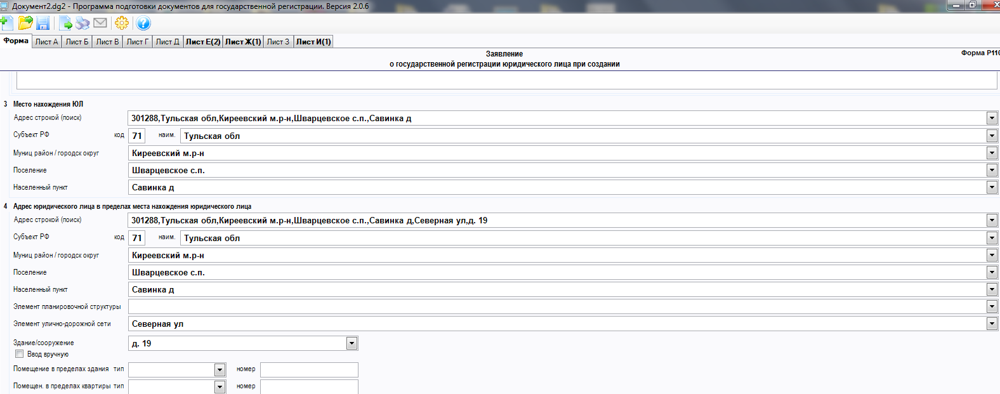 Документ2.dg2 - Программа подготовки документов для государственной регистрации. Версия 2.0.6
Форма Лист А Лист Б Лист В Лист Г Лист Д Лист Е(2) Лист Ж(1) Лист З Лист И(1)
Заявление
Форма Р110
о государственной регистрации юридического лица при создании
3 Место нахождения ЮЛ
Адрес строкой (поиск) 301288,Тульская обл,Киреевский м.р-н,Шварцевское с.п.,Савинка д
Субъект РФ код 71 наим. Тульская обл
Муниц район / городск округ Киреевский м.р-н
Поселение Шварцевское с.п.
Населенный пункт Савинка д
4 Адрес юридического лица в пределах места нахождения юридического лица
Адрес строкой (поиск) 301288,Тульская обл,Киреевский м.р-н,Шварцевское с.п.,Савинка д,Северная ул,д. 19
Субъект РФ код 71 наим. Тульская обл
Муниц район / городск округ Киреевский м.р-н
Поселение Шварцевское с.п.
Населенный пункт Савинка д
Элемент планировочной структуры
Элемент улично-дорожной сети Северная ул
Здание/сооружение д. 19
Ввод вручную
Помещение в пределах здания тип номер
Помещен. в пределах квартиры тип номер